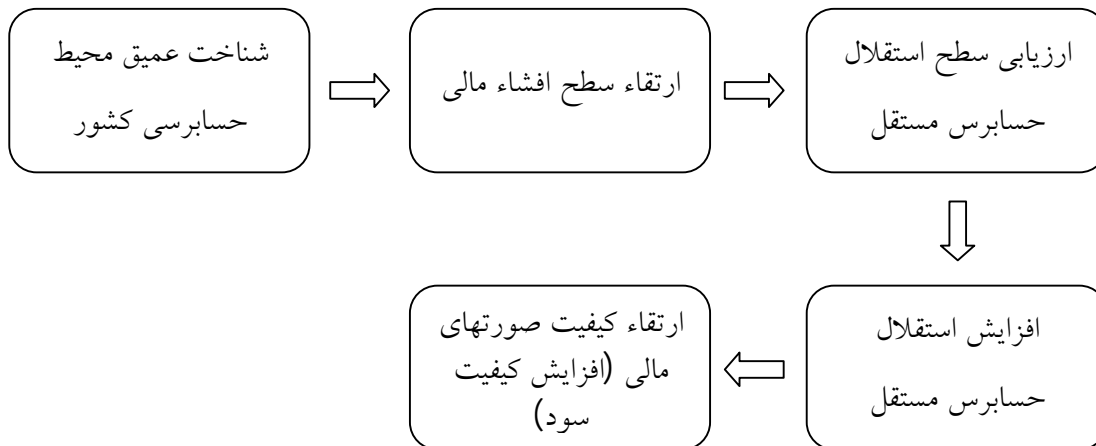 شناخت عمیق محیط
حسابرسی کشور
ارتقاء سطح افشاء مالی
ارزیابی سطح استقلال
حسابرس مستقل
افزایش استقلال
حسابرس مستقل
ارتقاء کیفیت صورتهای
مالی (افزایش کیفیت
سود)